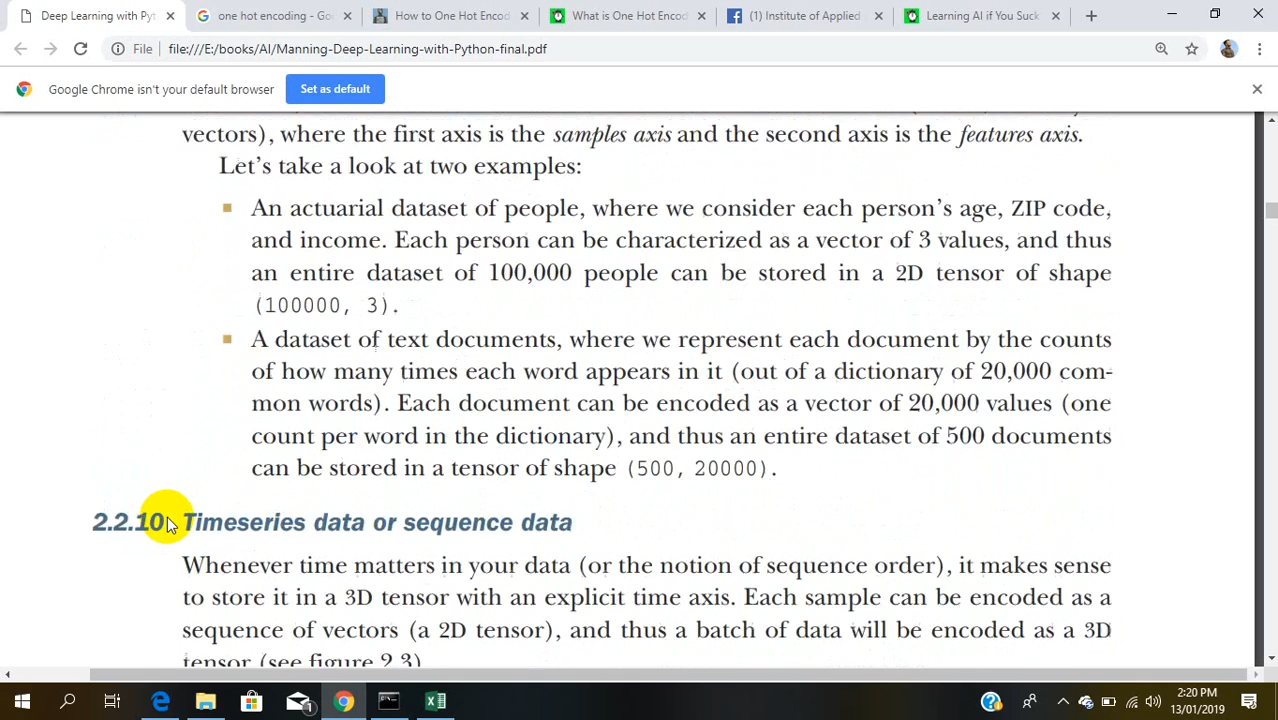 Deep Learning with Pyt
one hot encoding - Go
How to One Hot Encod
What is One Hot Encod
(1) Institute of Applied
Learning AI if You Suck
File file:///E:/books/AI/Manning-Deep-Learning-with-Python-final.pdf
Google Chrome isn't your default browser Set as default
vectors), where the first axis is the samples axis and the second axis is the features axis.
Let's take a look at two examples:
An actuarial dataset of people, where we consider each person's age, ZIP code,
and income. Each person can be characterized as a vector of 3 values, and thus
an entire dataset of 100,000 people can be stored in a 2D tensor of shape
(100000, 3).
A dataset of text documents, where we represent each document by the counts
of how many times each word appears in it (out of a dictionary of 20,000 com-
mon words). Each document can be encoded as a vector of 20,000 values (one
count per word in the dictionary), and thus an entire dataset of 500 documents
can be stored in a tensor of shape (500, 20000).
2.2.10 Timeseries data or sequence data
Whenever time matters in your data (or the notion of sequence order), it makes sense
to store it in a 3D tensor with an explicit time axis. Each sample can be encoded as a
sequence of vectors (a 2D tensor), and thus a batch of data will be encoded as a 3D
tensor (see figure 2.3)
1
2:20 PM
13/01/2019